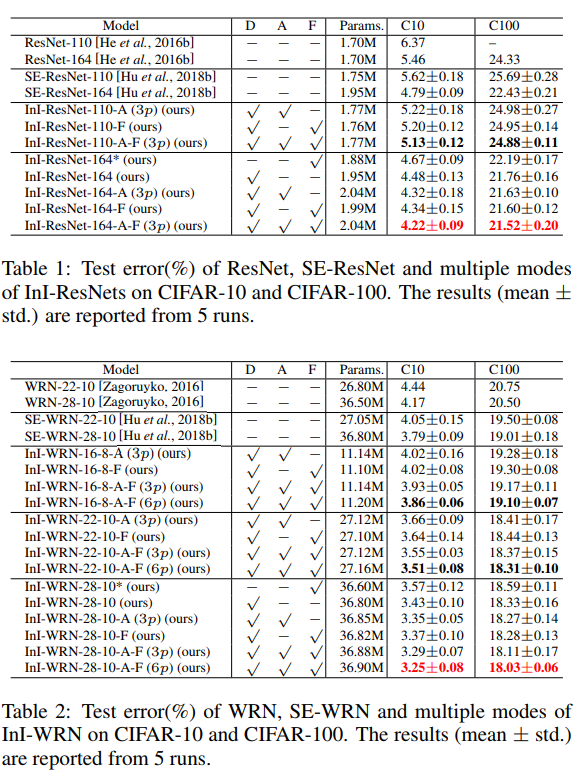 Model D A F Params. C10 C100
ResNet-110 [He et al., 2016b] – – – 1.70M 6.37 –
ResNet-164 [He et al., 2016b] – – – 1.70M 5.46 24.33
SE-ResNet-110 [Hu et al., 2018b] – – – 1.75M 5.62±0.18 25.69±0.28
SE-ResNet-164 [Hu et al., 2018b] – – – 1.95M 4.79±0.09 22.43±0.21
InI-ResNet-110-A (3p) (ours) √ √ – 1.77M 5.22±0.18 24.98±0.27
InI-ResNet-110-F (ours) √ – √ 1.76M 5.20±0.12 24.95±0.14
InI-ResNet-110-A-F (3p) (ours) √ √ √ 1.77M 5.13±0.12 24.88±0.11
InI-ResNet-164* (ours) – – √ 1.88M 4.67±0.09 22.19±0.17
InI-ResNet-164 (ours) √ – – 1.95M 4.48±0.13 21.76±0.16
InI-ResNet-164-A (3p) (ours) √ √ – 2.04M 4.32±0.18 21.63±0.10
InI-ResNet-164-F (ours) √ – √ 1.99M 4.34±0.15 21.60±0.12
InI-ResNet-164-A-F (3p) (ours) √ √ √ 2.04M 4.22±0.09 21.52±0.20
Table 1: Test error(%) of ResNet, SE-ResNet and multiple modes
of InI-ResNets on CIFAR-10 and CIFAR-100. The results (mean ±
std.) are reported from 5 runs.
Model D A F Params. C10 C100
WRN-22-10 [Zagoruyko, 2016] – – – 26.80M 4.44 20.75
WRN-28-10 [Zagoruyko, 2016] – – – 36.50M 4.17 20.50
SE-WRN-22-10 [Hu et al., 2018b] – – – 27.05M 4.05±0.15 19.50±0.08
SE-WRN-28-10 [Hu et al., 2018b] – – – 36.80M 3.79±0.09 19.01±0.18
InI-WRN-16-8-A (3p) (ours) √ √ – 11.14M 4.02±0.16 19.28±0.18
InI-WRN-16-8-F (ours) √ – √ 11.10M 4.02±0.08 19.30±0.08
InI-WRN-16-8-A-F (3p) (ours) √ √ √ 11.14M 3.93±0.05 19.17±0.11
InI-WRN-16-8-A-F (6p) (ours) √ √ √ 11.20M 3.86±0.06 19.10±0.07
InI-WRN-22-10-A (3p) (ours) √ √ – 27.12M 3.66±0.09 18.41±0.17
InI-WRN-22-10-F (ours) √ – √ 27.10M 3.64±0.14 18.44±0.13
InI-WRN-22-10-A-F (3p) (ours) √ √ √ 27.12M 3.55±0.03 18.37±0.15
InI-WRN-22-10-A-F (6p) (ours) √ √ √ 27.16M 3.51±0.08 18.31±0.10
InI-WRN-28-10* (ours) – – √ 36.60M 3.57±0.12 18.59±0.11
InI-WRN-28-10 (ours) √ – – 36.80M 3.43±0.10 18.33±0.16
InI-WRN-28-10-A (3p) (ours) √ √ – 36.85M 3.35±0.05 18.27±0.14
InI-WRN-28-10-F (ours) √ – √ 36.82M 3.37±0.10 18.28±0.13
InI-WRN-28-10-A-F (3p) (ours) √ √ √ 36.88M 3.29±0.07 18.11±0.17
InI-WRN-28-10-A-F (6p) (ours) √ √ √ 36.90M 3.25±0.08 18.03±0.06
Table 2: Test error(%) of WRN, SE-WRN and multiple modes of
InI-WRN on CIFAR-10 and CIFAR-100. The results (mean ± std.)
are reported from 5 runs.